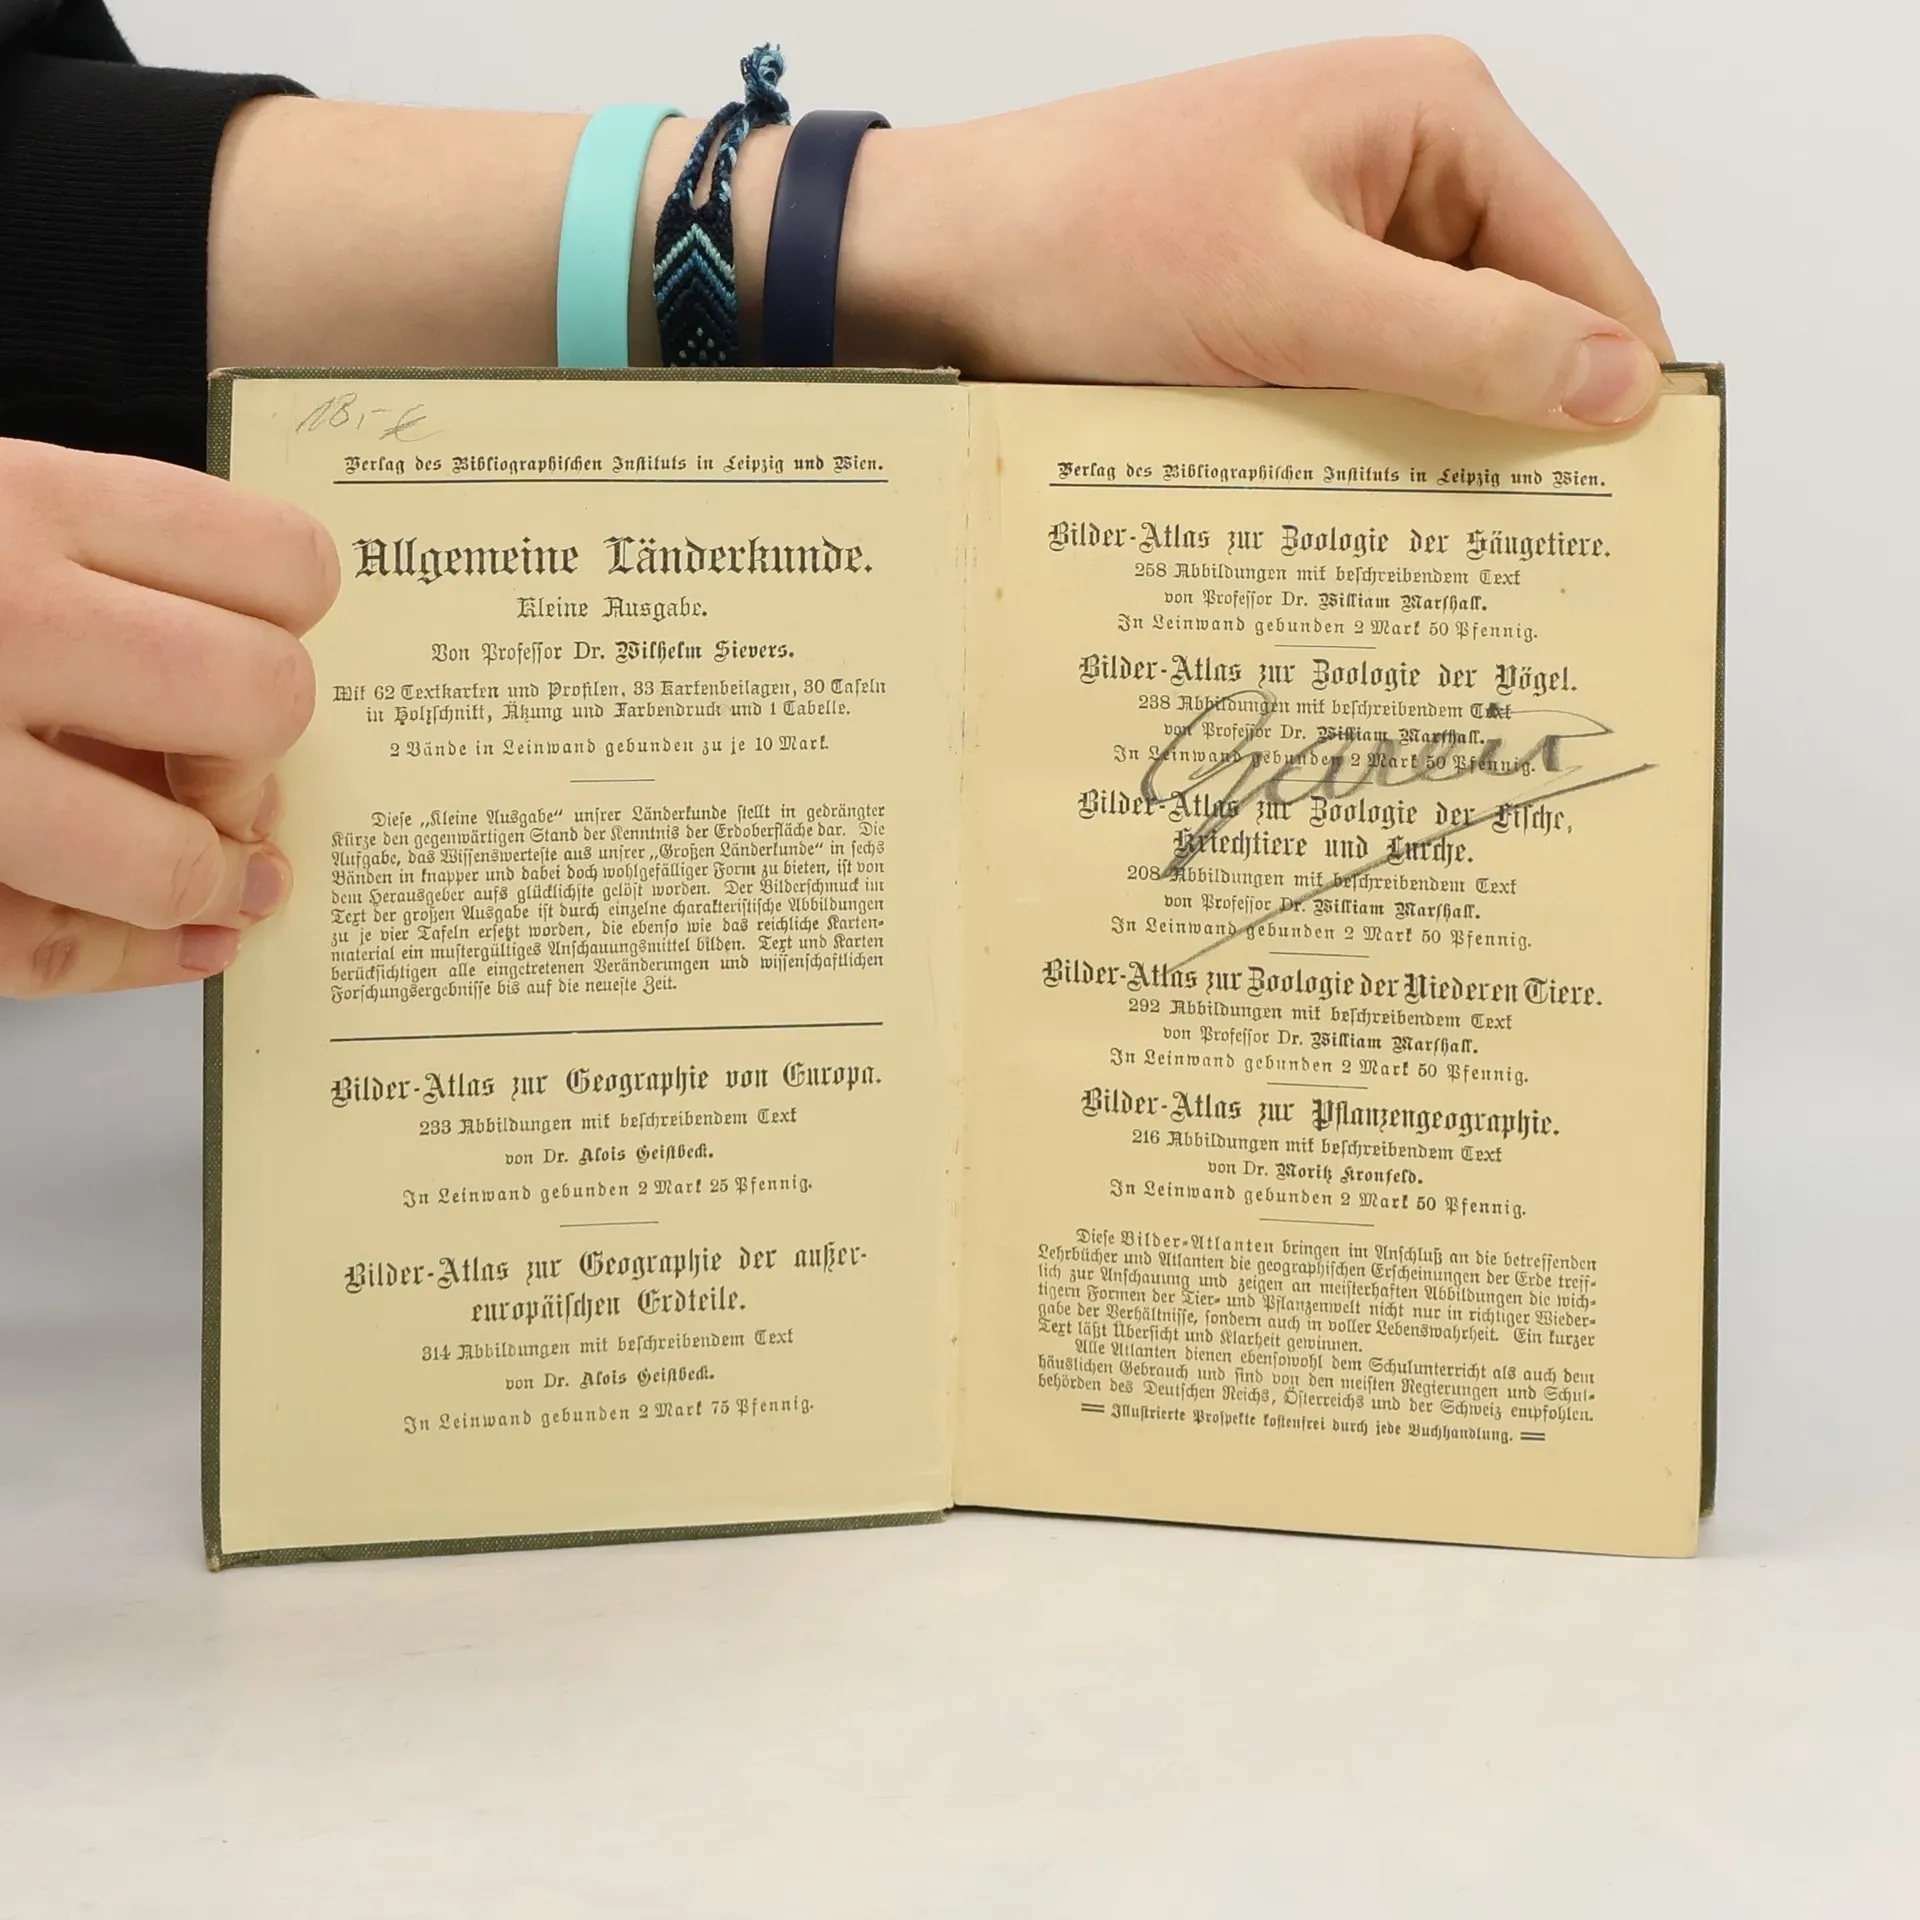 18,- €
Verlag des Bibliographischen Instituts in Leipzig und Wien.
Allgemeine Länderkunde.
Kleine Ausgabe.
Von Professor Dr. Wilhelm Sievers.
Mit 62 Textkarten und Profilen, 33 Kartenbeilagen, 30 Tafeln
in Holzschnitt, Ätzung und Farbendruck und 1 Tabelle.
2 Bände in Leinwand gebunden zu je 10 Mark.
Diese „Kleine Ausgabe“ unsrer Länderkunde stellt in gedrängter
Kürze den gegenwärtigen Stand der Kenntnis der Erdoberfläche dar. Die
Aufgabe, das Wissenswerteste aus unsrer „Großen Länderkunde“ in sechs
Bänden in knapper und dabei doch wohlgefälliger Form zu bieten, ist von
dem Herausgeber aufs glücklichste gelöst worden. Der Bilderschmuck im
Text der großen Ausgabe ist durch einzelne charakteristische Abbildungen
zu je vier Tafeln ersetzt worden, die ebenso wie das reichliche Karten-
material ein mustergültiges Anschauungsmittel bilden. Text und Karten
berücksichtigen alle eingetretenen Veränderungen und wissenschaftlichen
Forschungsergebnisse bis auf die neueste Zeit.
Bilder-Atlas zur Geographie von Europa.
233 Abbildungen mit beschreibendem Text
von Dr. Alois Geistbeck.
In Leinwand gebunden 2 Mark 25 Pfennig.
Bilder-Atlas zur Geographie der außer-
europäischen Erdteile.
314 Abbildungen mit beschreibendem Text
von Dr. Alois Geistbeck.
In Leinwand gebunden 2 Mark 75 Pfennig.
Verlag des Bibliographischen Instituts in Leipzig und Wien.
Bilder-Atlas zur Zoologie der Säugetiere.
258 Abbildungen mit beschreibendem Text
von Professor Dr. William Marshall.
In Leinwand gebunden 2 Mark 50 Pfennig.
Bilder-Atlas zur Zoologie der Vögel.
238 Abbildungen mit beschreibendem Text
von Professor Dr. William Marshall.
In Leinwand gebunden 2 Mark 50 Pfennig.
Bilder-Atlas zur Zoologie der Fische,
Kriechtiere und Lurche.
208 Abbildungen mit beschreibendem Text
von Professor Dr. William Marshall.
In Leinwand gebunden 2 Mark 50 Pfennig.
Bilder-Atlas zur Zoologie der Niederen Tiere.
292 Abbildungen mit beschreibendem Text
von Professor Dr. William Marshall.
In Leinwand gebunden 2 Mark 50 Pfennig.
Bilder-Atlas zur Pflanzengeographie.
216 Abbildungen mit beschreibendem Text
von Dr. Moritz Kronfeld.
In Leinwand gebunden 2 Mark 50 Pfennig.
Diese Bilder-Atlanten bringen im Anschluß an die betreffenden
Lehrbücher und Atlanten die geographischen Erscheinungen der Erde treff-
lich zur Anschauung und zeigen an meisterhaften Abbildungen die wich-
tigern Formen der Tier- und Pflanzenwelt nicht nur in richtiger Wieder-
gabe der Verhältnisse, sondern auch in voller Lebenswahrheit. Ein kurzer
Text läßt Übersicht und Klarheit gewinnen.
Alle Atlanten dienen ebensowohl dem Schulunterricht als auch dem
häuslichen Gebrauch und sind von den meisten Regierungen und Schul-
behörden des Deutschen Reichs, Österreichs und der Schweiz empfohlen.
Illustrierte Prospekte kostenfrei durch jede Buchhandlung.